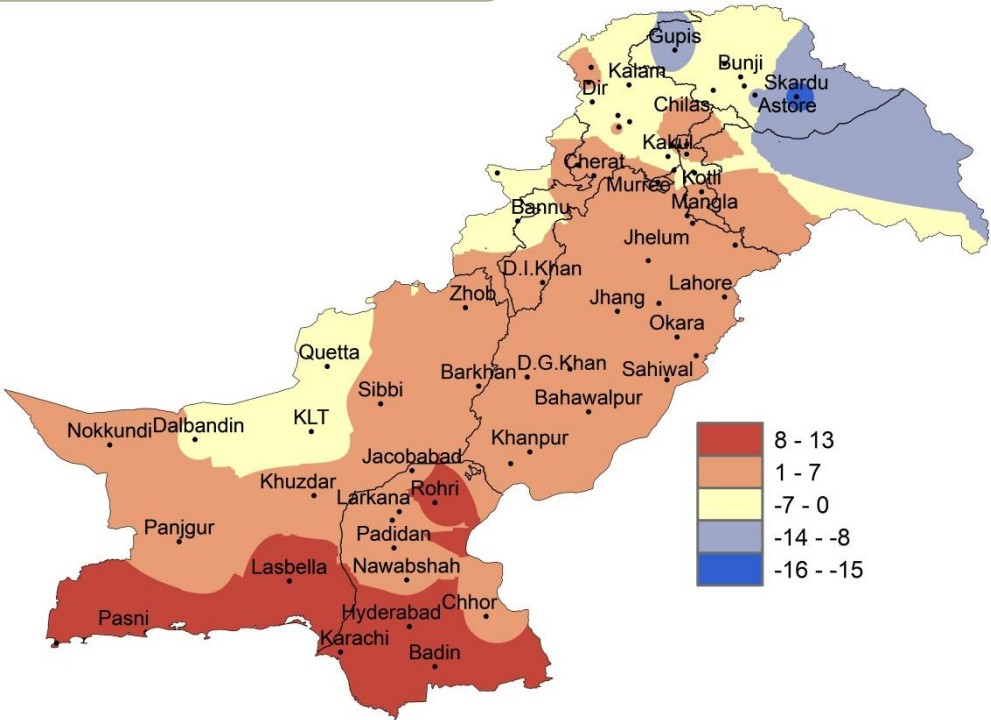 Gupis
Bunji
Kalam
Skardu
Dir
Chilas
Astore
Kakul
Cherat
Murree
Kotli
Bannu
Mangla
Jhelum
D.I.Khan
Zhob
Jhang
Lahore
Okara
Quetta
Barkhan
D.G.Khan
Sahiwal
Sibbi
Bahawalpur
Nokkundi
Dalbandin
KLT
Khanpur
Jacobabad
Khuzdar
Larkana
Rohri
Panjgur
Padidan
Lasbella
Nawabshah
Pasni
Hyderabad
Chhor
Karachi
Badin
8 - 13
1 - 7
-7 - 0
-14 - -8
-16 - -15